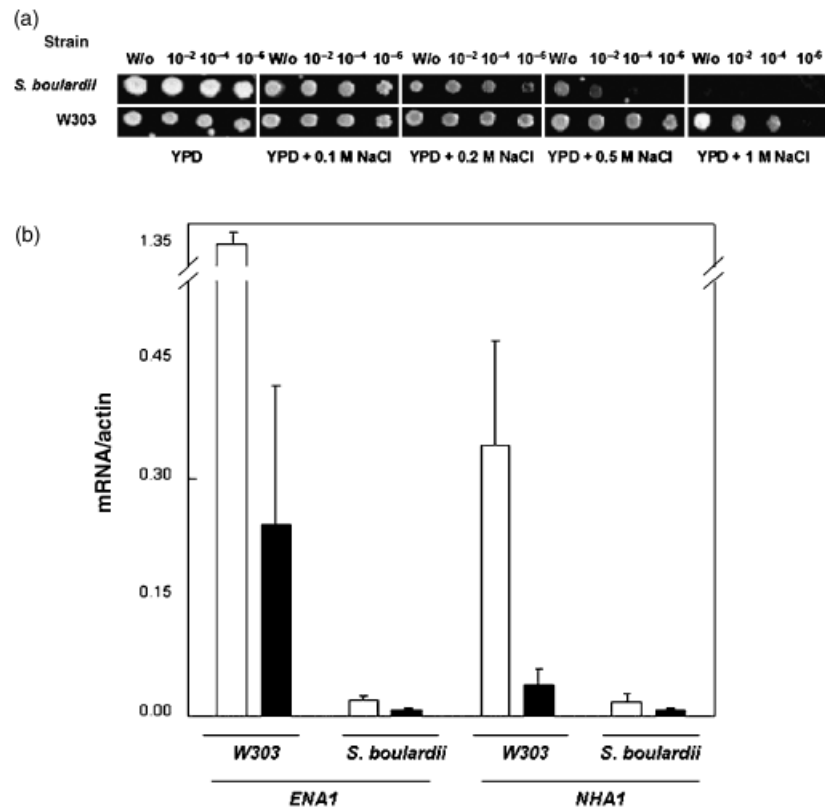 (a)
Strain
W/o 10⁻² 10⁻⁴ 10⁻⁶ W/o 10⁻² 10⁻⁴ 10⁻⁶ W/o 10⁻² 10⁻⁴ 10⁻⁶ W/o 10⁻² 10⁻⁴ 10⁻⁶ W/o 10⁻² 10⁻⁴ 10⁻⁶
S. boulardii
W303
YPD YPD + 0.1 M NaCl YPD + 0.2 M NaCl YPD + 0.5 M NaCl YPD + 1 M NaCl
(b)
1.35
0.45
0.30
0.15
0.00
mRNA/actin
W303 S. boulardii W303 S. boulardii
ENA1 NHA1